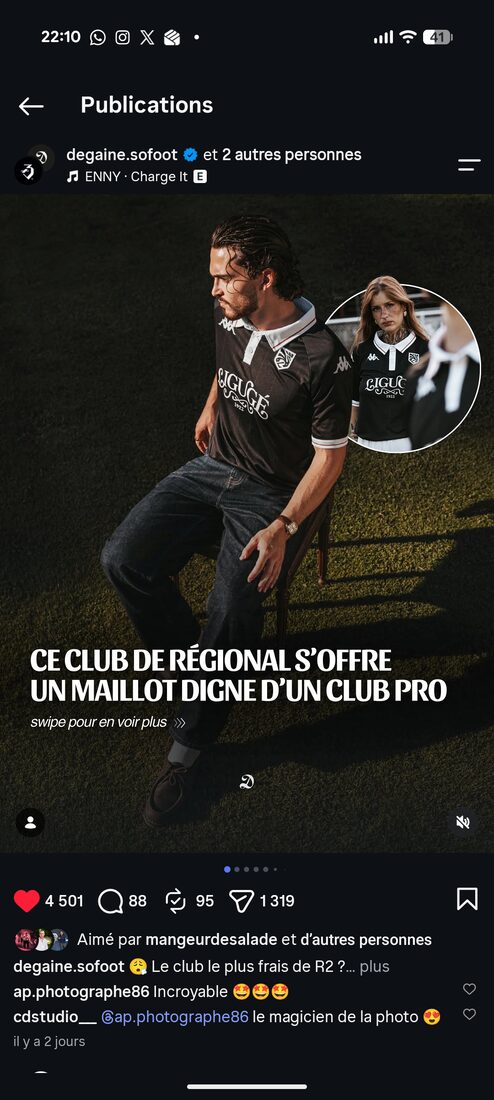 22:10
41
Publications
degaine.sofoot et 2 autres personnes
ENNY · Charge It E
LIGUGÉ
LIGUG
CE CLUB DE RÉGIONAL S'OFFRE
UN MAILLOT DIGNE D'UN CLUB PRO
swipe pour en voir plus
D
4 501 88 95 1 319
Aimé par mangeurdesalade et d'autres personnes
degaine.sofoot 😮‍💨 Le club le plus frais de R2 ?... plus
ap.photographe86 Incroyable 🤩🤩🤩
cdstudio__ @ap.photographe86 le magicien de la photo 😍
il y a 2 jours